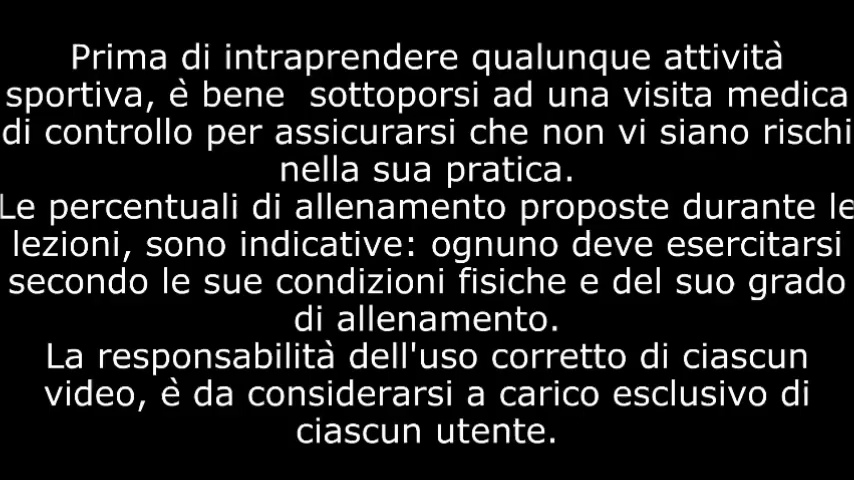 Prima di intraprendere qualunque attività
sportiva, è bene  sottoporsi ad una visita medica
di controllo per assicurarsi che non vi siano rischi
nella sua pratica.
Le percentuali di allenamento proposte durante le
lezioni, sono indicative: ognuno deve esercitarsi
secondo le sue condizioni fisiche e del suo grado
di allenamento.
La responsabilità dell'uso corretto di ciascun
video, è da considerarsi a carico esclusivo di
ciascun utente.